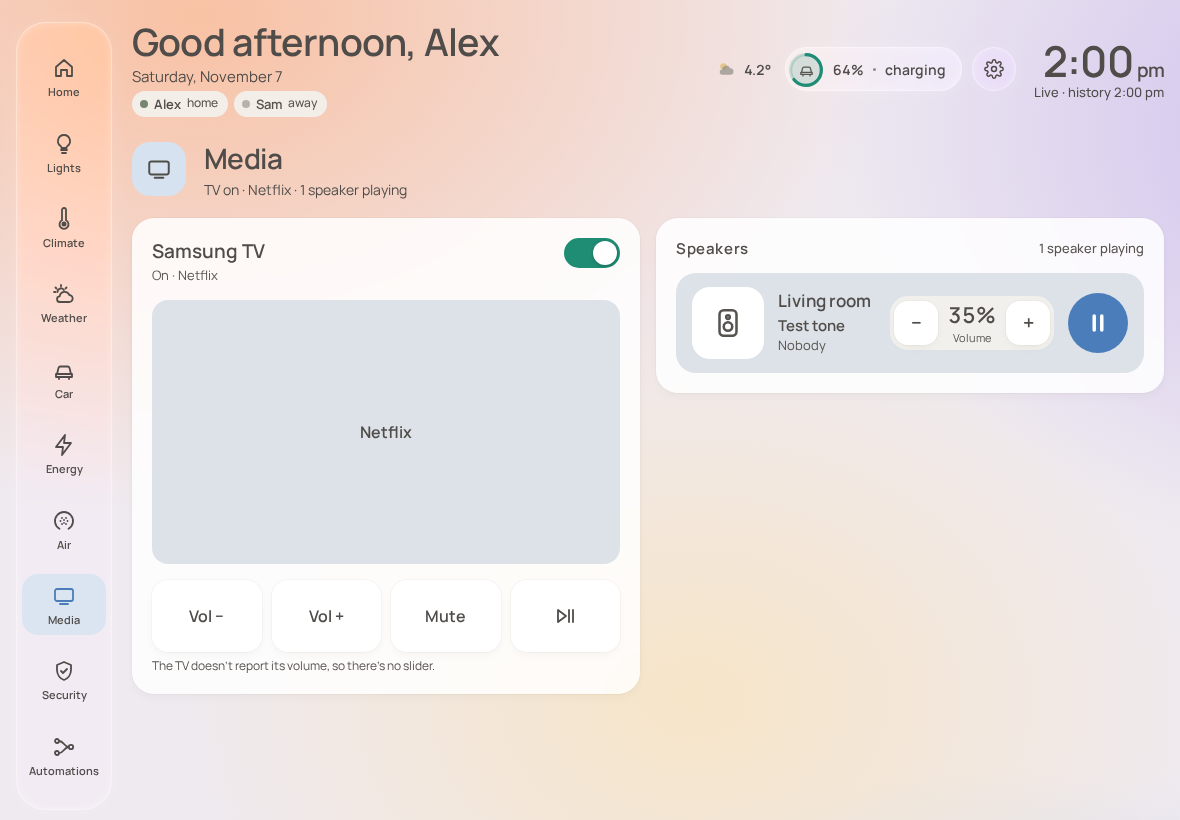 Good afternoon, Alex
Saturday, November 7
Alex home
Sam away
4.2°
64% · charging
2:00 pm
Live · history 2:00 pm
Home
Lights
Climate
Weather
Car
Energy
Air
Media
Security
Automations
Media
TV on · Netflix · 1 speaker playing
Samsung TV
On · Netflix
Netflix
Vol −
Vol +
Mute
The TV doesn't report its volume, so there's no slider.
Speakers
1 speaker playing
Living room
Test tone
Nobody
−
35%
Volume
+